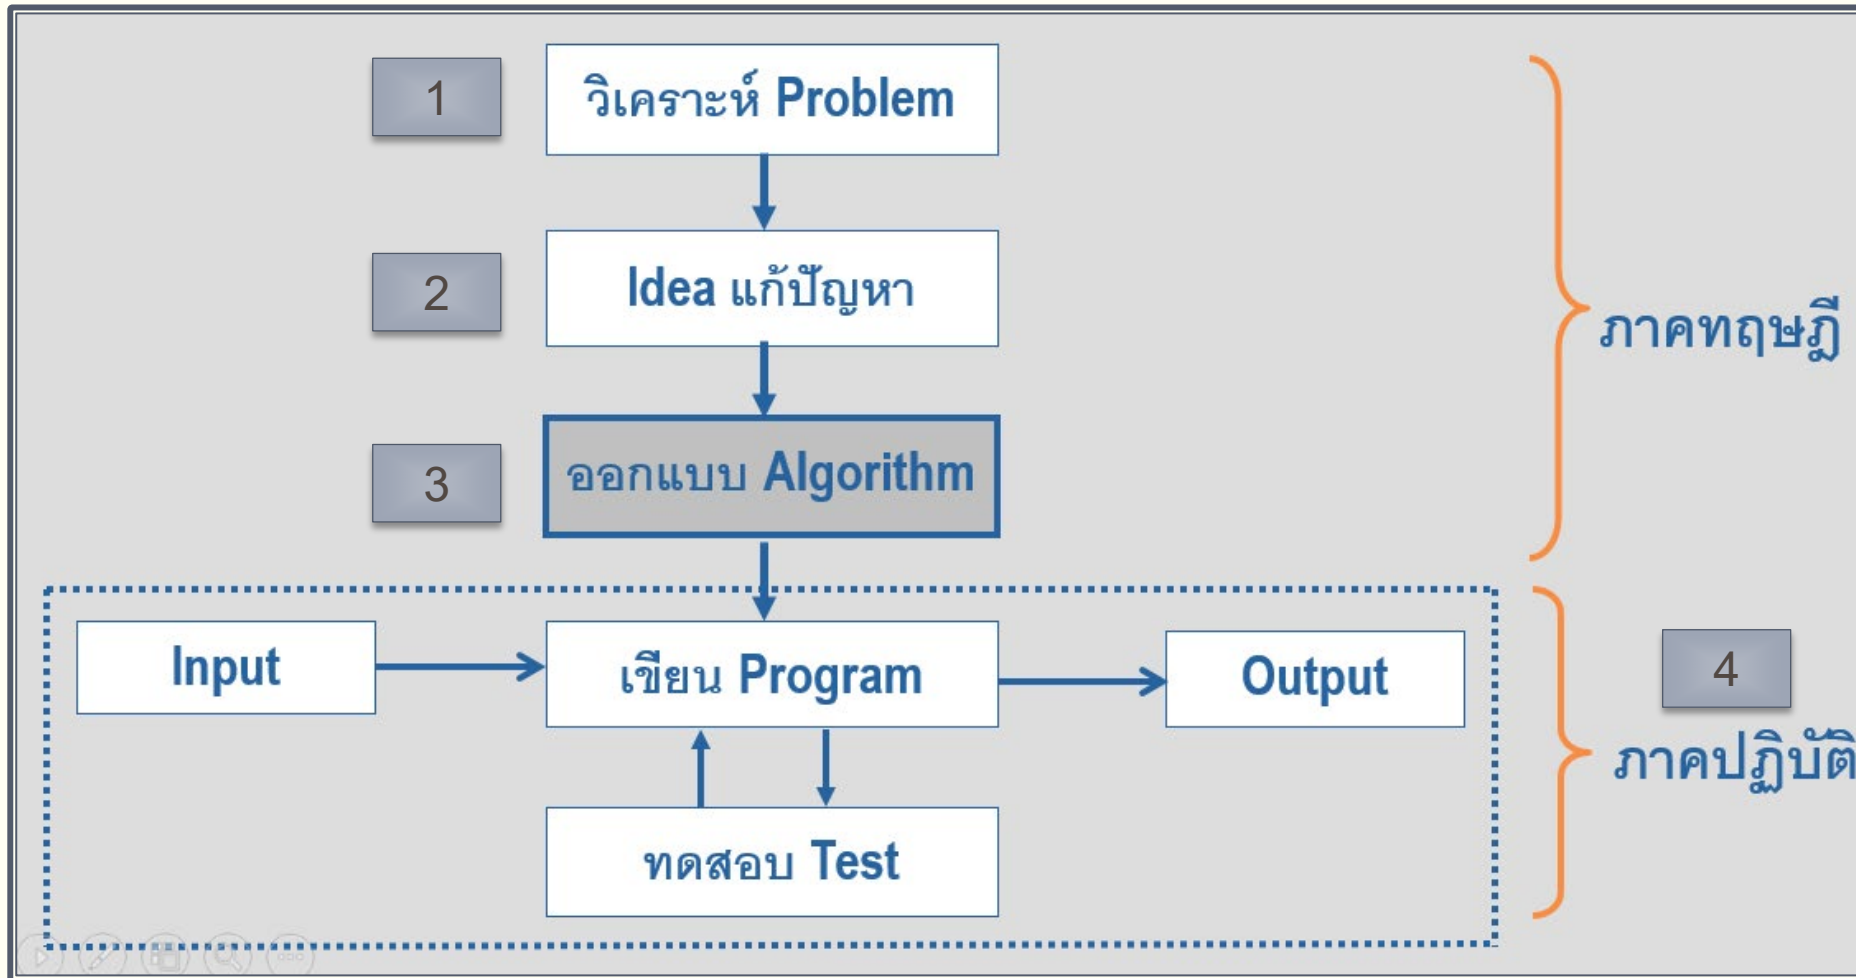 1
วิเคราะห์ Problem
2
Idea แก้ปัญหา
ภาคทฤษฎี
3
ออกแบบ Algorithm
Input
เขียน Program
Output
4
ภาคปฏิบัติ
ทดสอบ Test